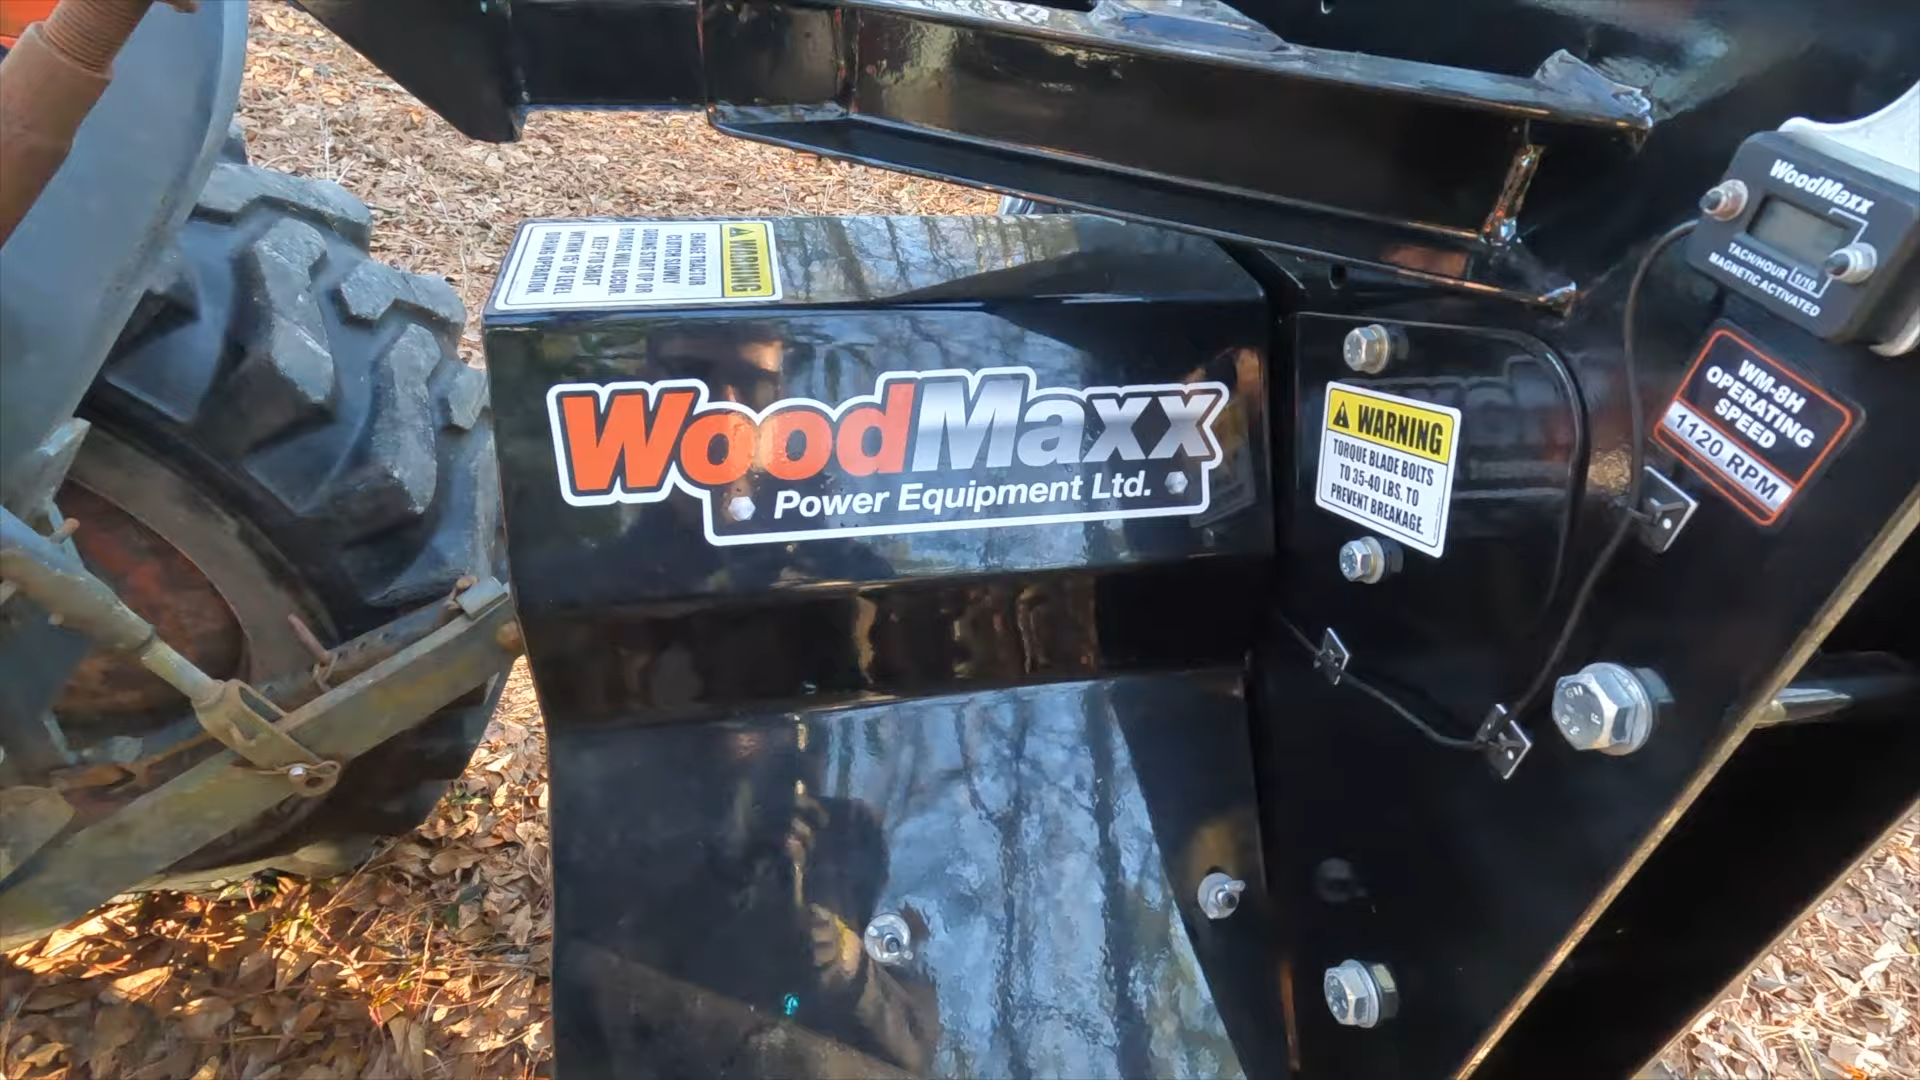 WARNING
ENGAGE TRACTOR
CLUTCH SLOWLY
DURING START UP OR
DAMAGE WILL OCCUR.
KEEP PTO SHAFT
WITHIN 15° OF LEVEL
DURING OPERATION.
WoodMaxx
Power Equipment Ltd.
WARNING
TORQUE BLADE BOLTS
TO 35-40 LBS. TO
PREVENT BREAKAGE.
WoodMaxx
TACH/HOUR 1/10
MAGNETIC ACTIVATED
WM-8H
OPERATING
SPEED
1120 RPM